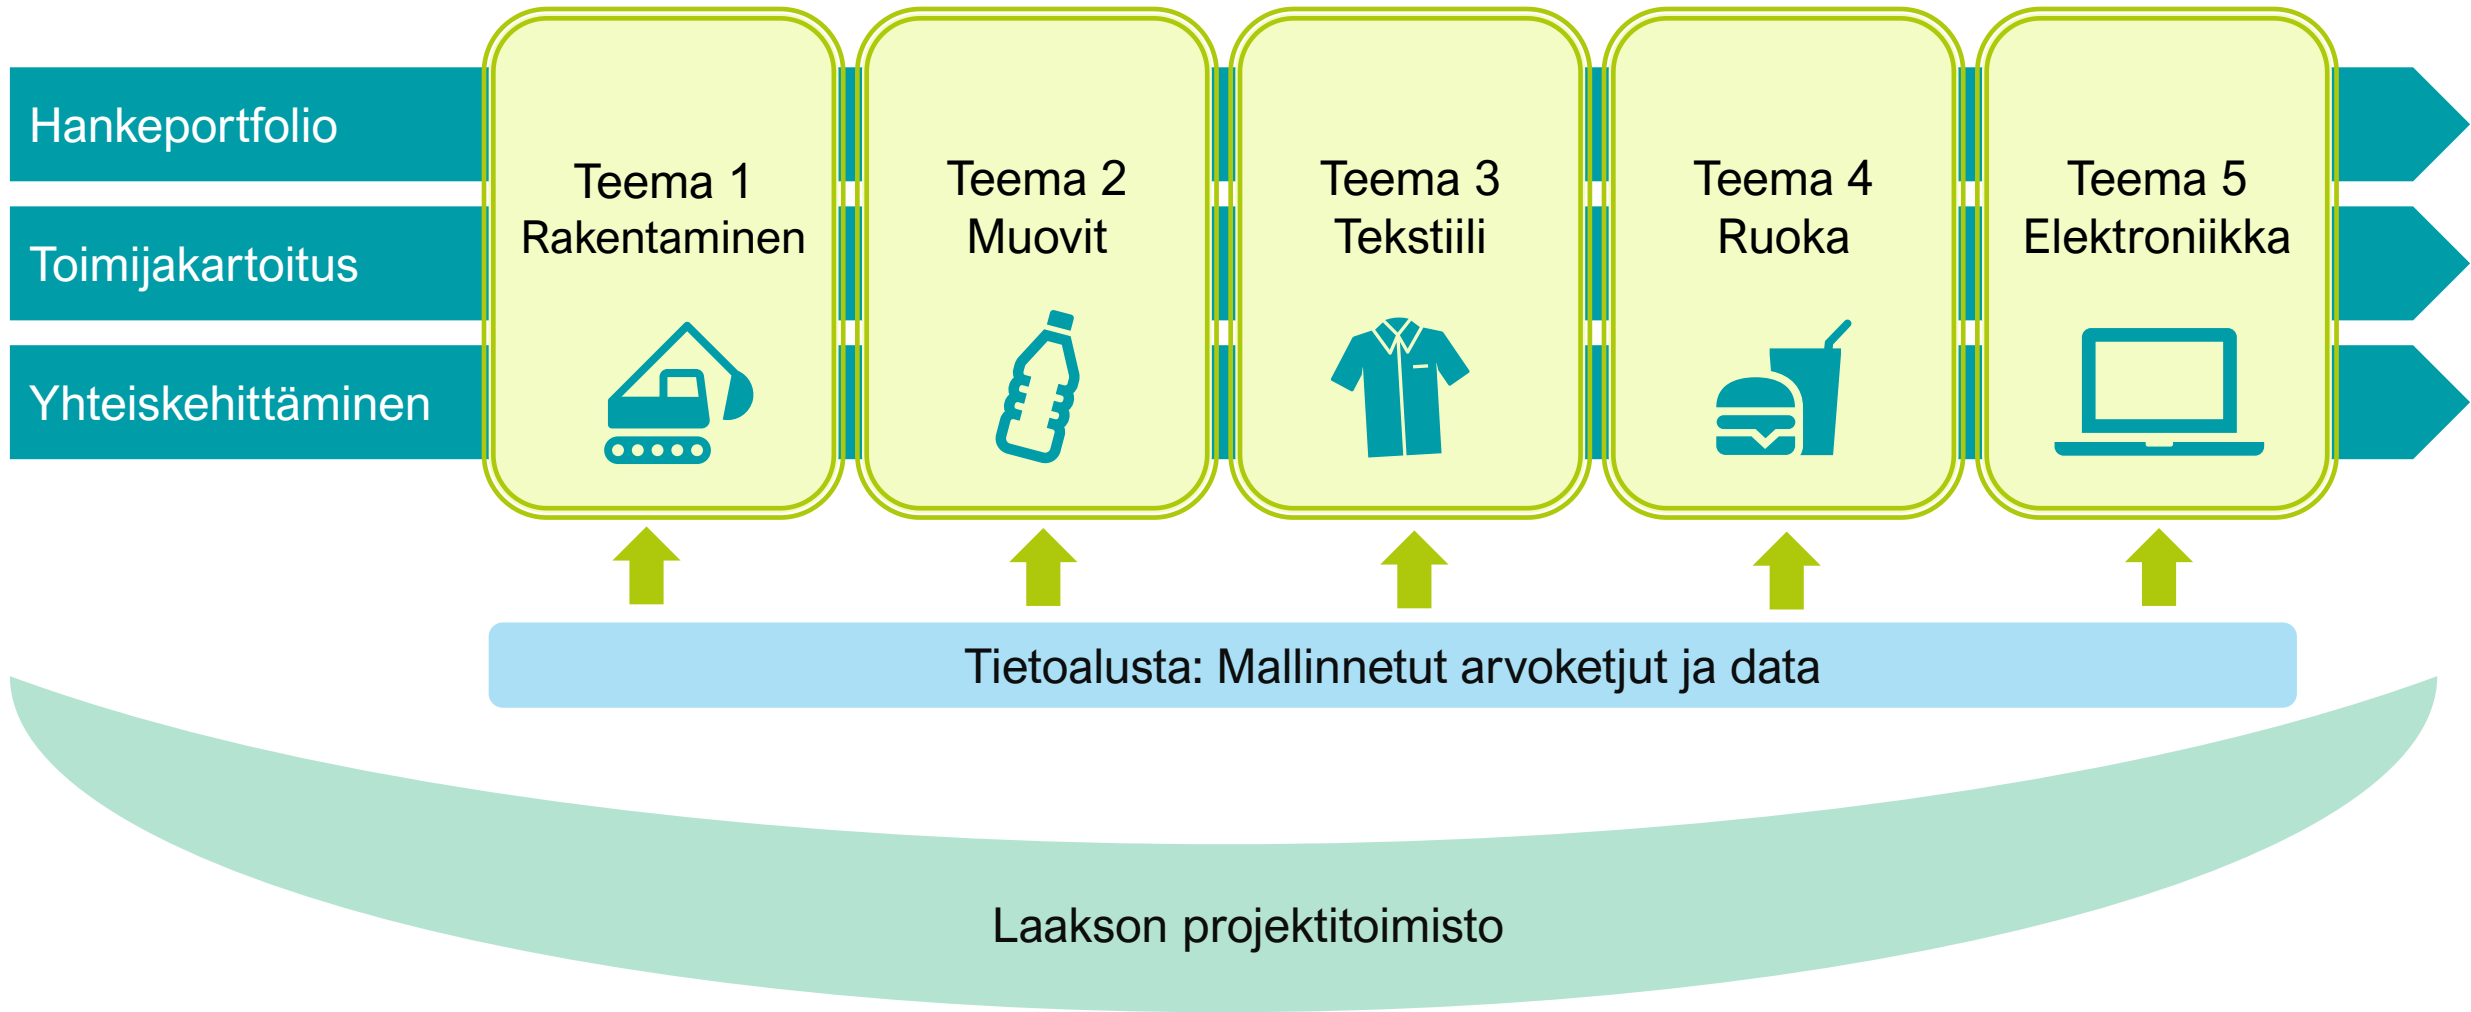 Hankeportfolio
Toimijakartoitus
Yhteiskehittäminen
Teema 1
Rakentaminen
Teema 2
Muovit
Teema 3
Tekstiili
Teema 4
Ruoka
Teema 5
Elektroniikka
Tietoalusta: Mallinnetut arvoketjut ja data
Laakson projektitoimisto